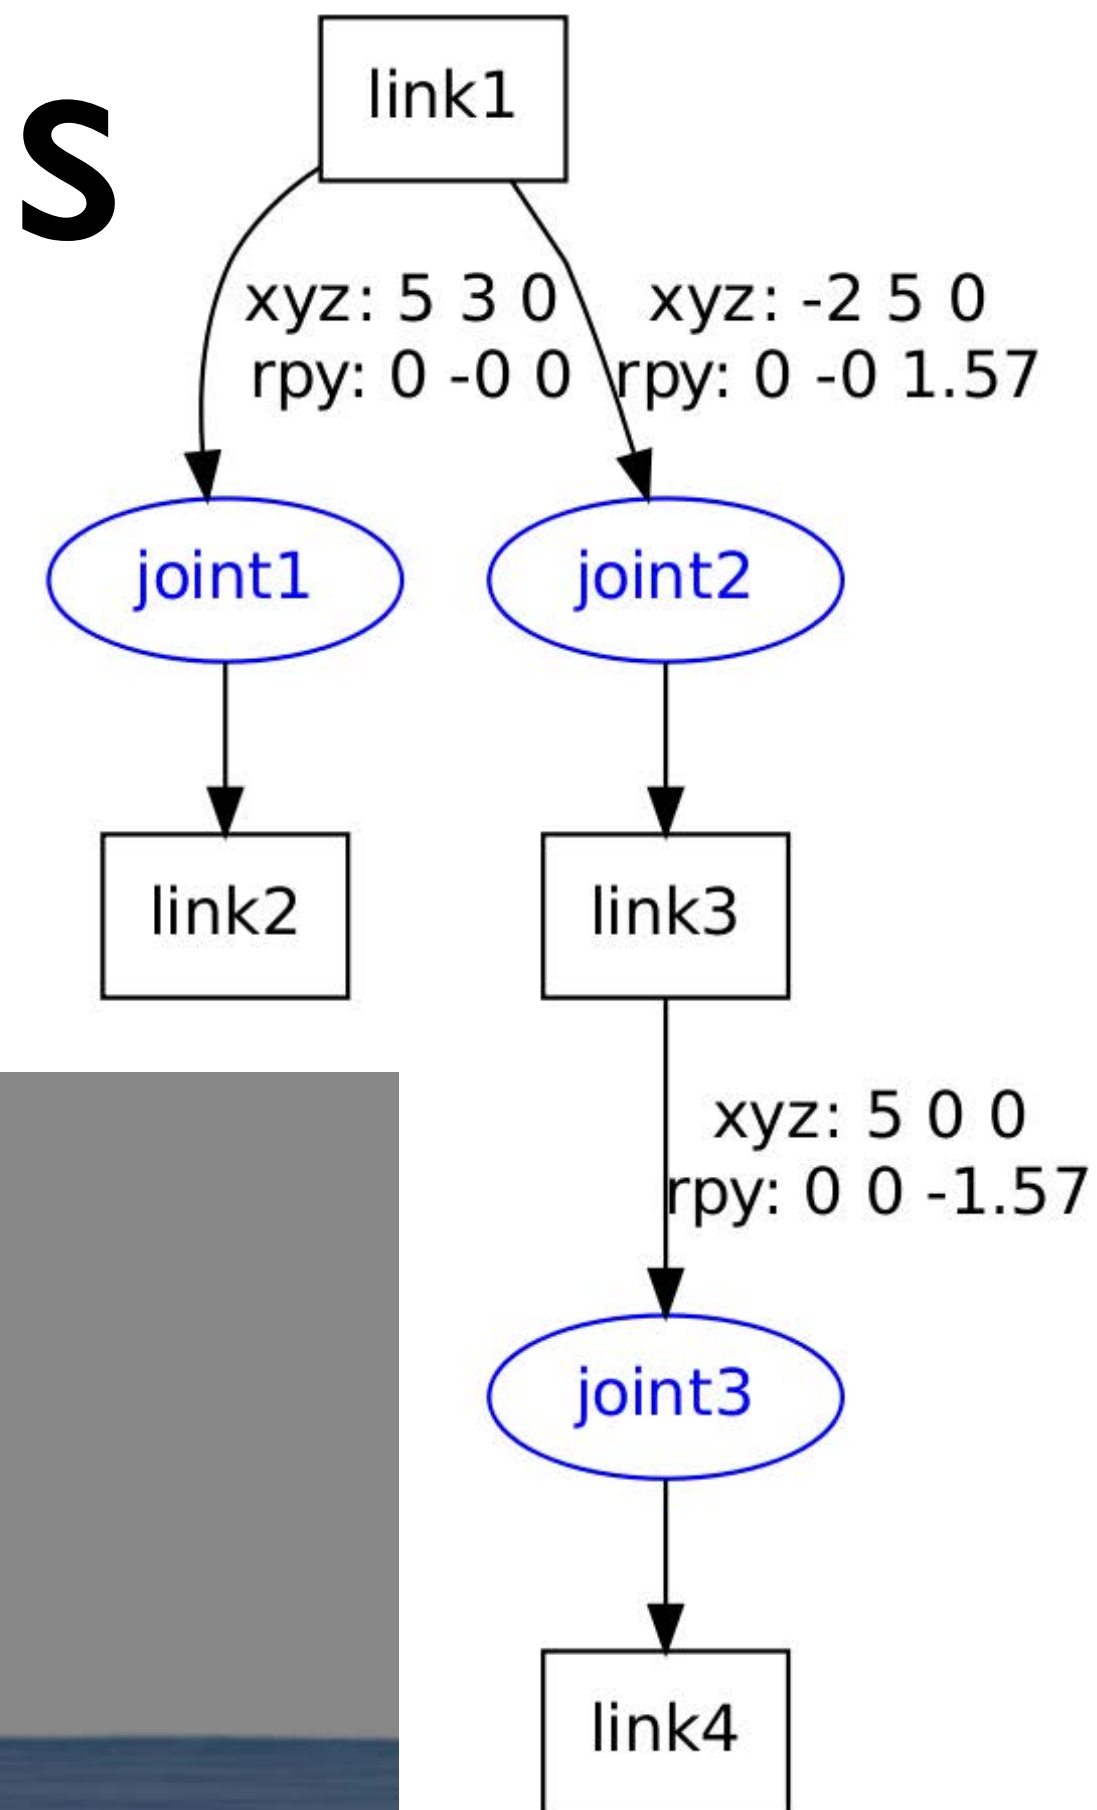 link1
S
xyz: 5 3 0
rpy: 0 -0 0
xyz: -2 5 0
rpy: 0 -0 1.57
joint1
joint2
link2
link3
xyz: 5 0 0
rpy: 0 0 -1.57
joint3
link4